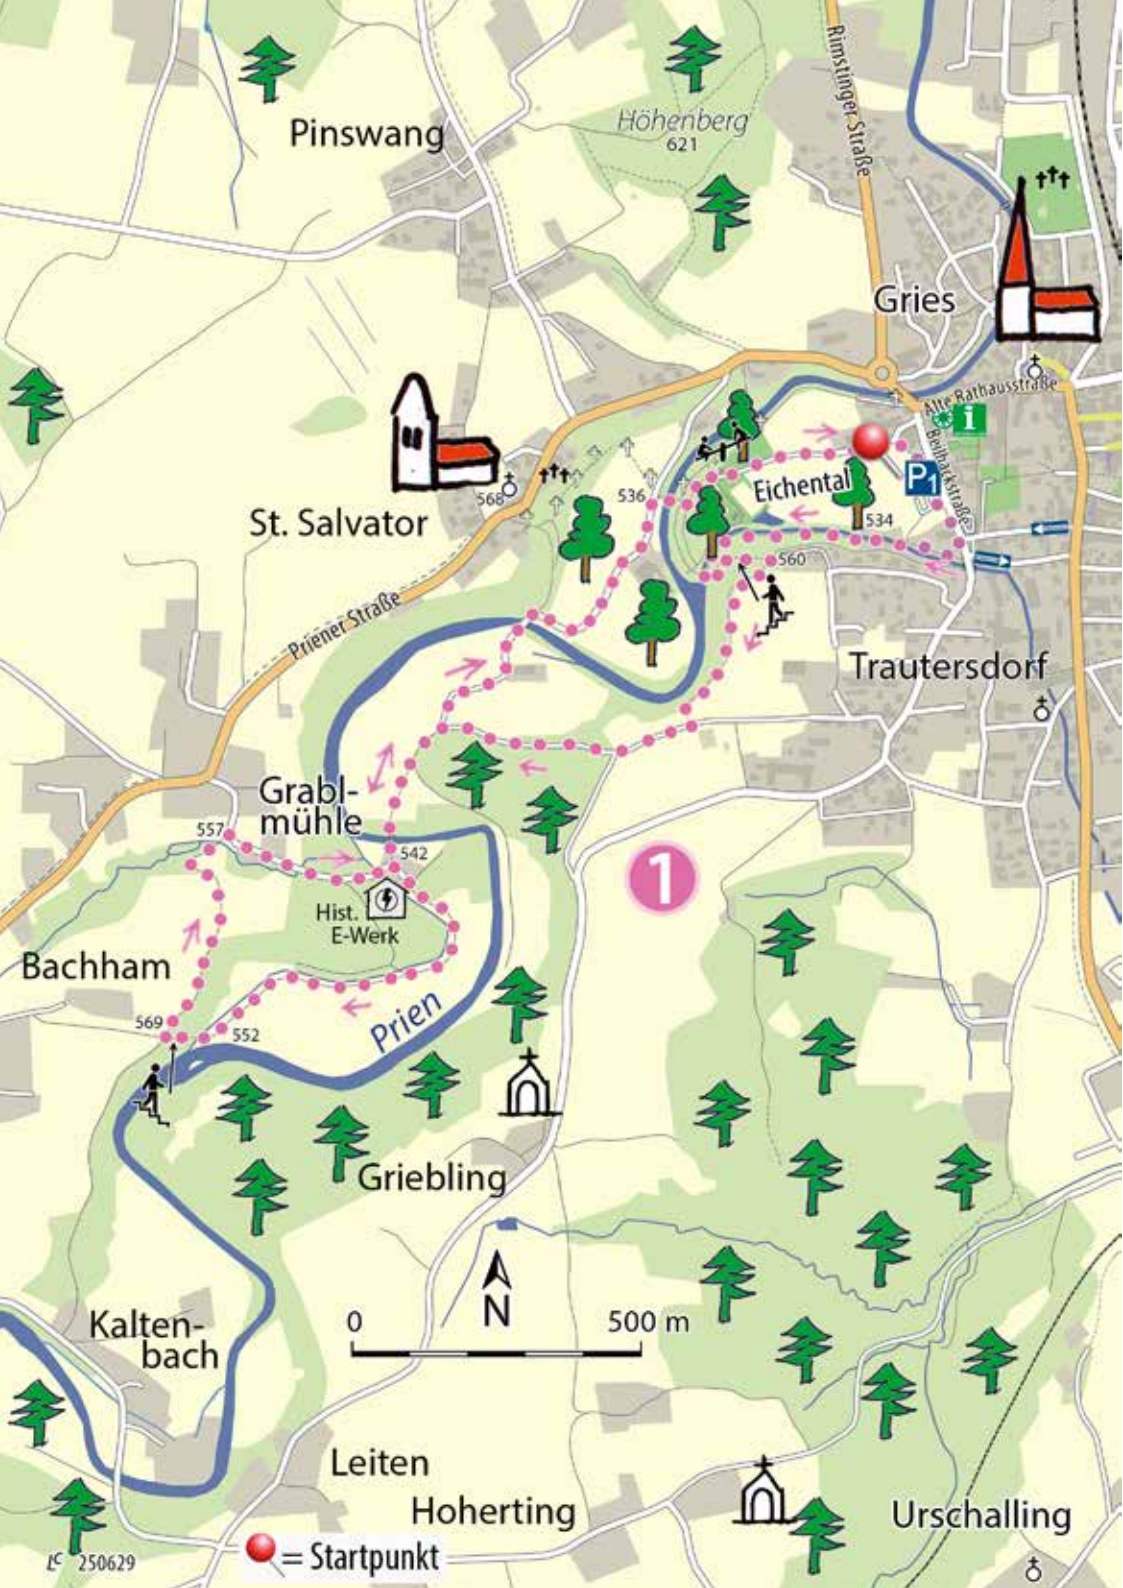 Rimstinger Straße
Pinswang
Höhenberg
621
Gries
Alte Rathausstraße
i
Beilhackstraße
P1
Eichental
536
534
568
St. Salvator
560
Priener Straße
Trautersdorf
Grabl-
mühle
557
542
1
Hist.
E-Werk
Bachham
Prien
569
552
Griebling
N
0 500 m
Kalten-
bach
Leiten
Hoherting
Urschalling
= Startpunkt
LC 250629